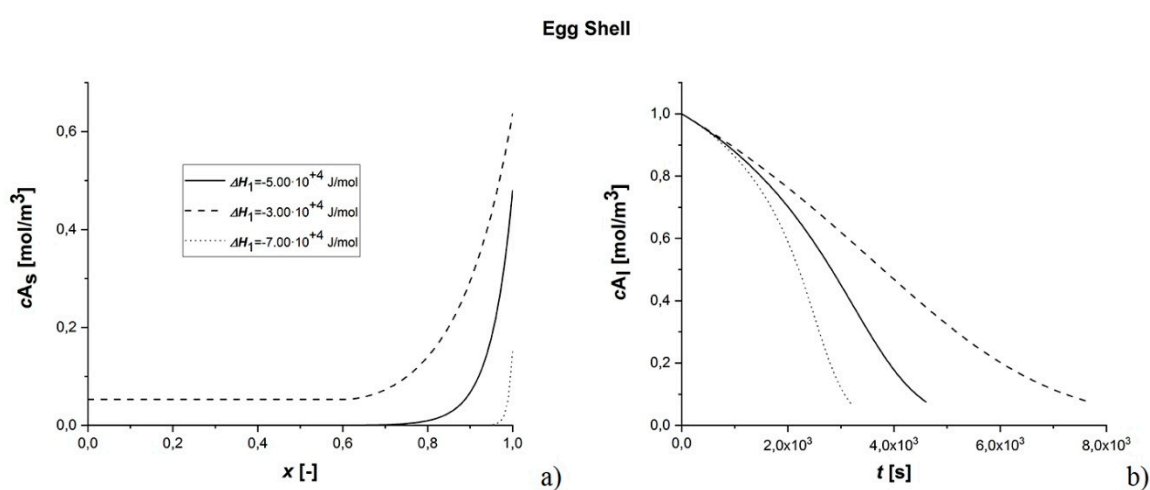 Egg Shell
cAs [mol/m³]
0,6
0,4
0,2
0,0
ΔH1=-5.00·10+4 J/mol
ΔH1=-3.00·10+4 J/mol
ΔH1=-7.00·10+4 J/mol
0,0 0,2 0,4 0,6 0,8 1,0
x [-]
a)
cAl [mol/m³]
1,0
0,8
0,6
0,4
0,2
0,0
0,0 2,0x10³ 4,0x10³ 6,0x10³ 8,0x10³
t [s]
b)